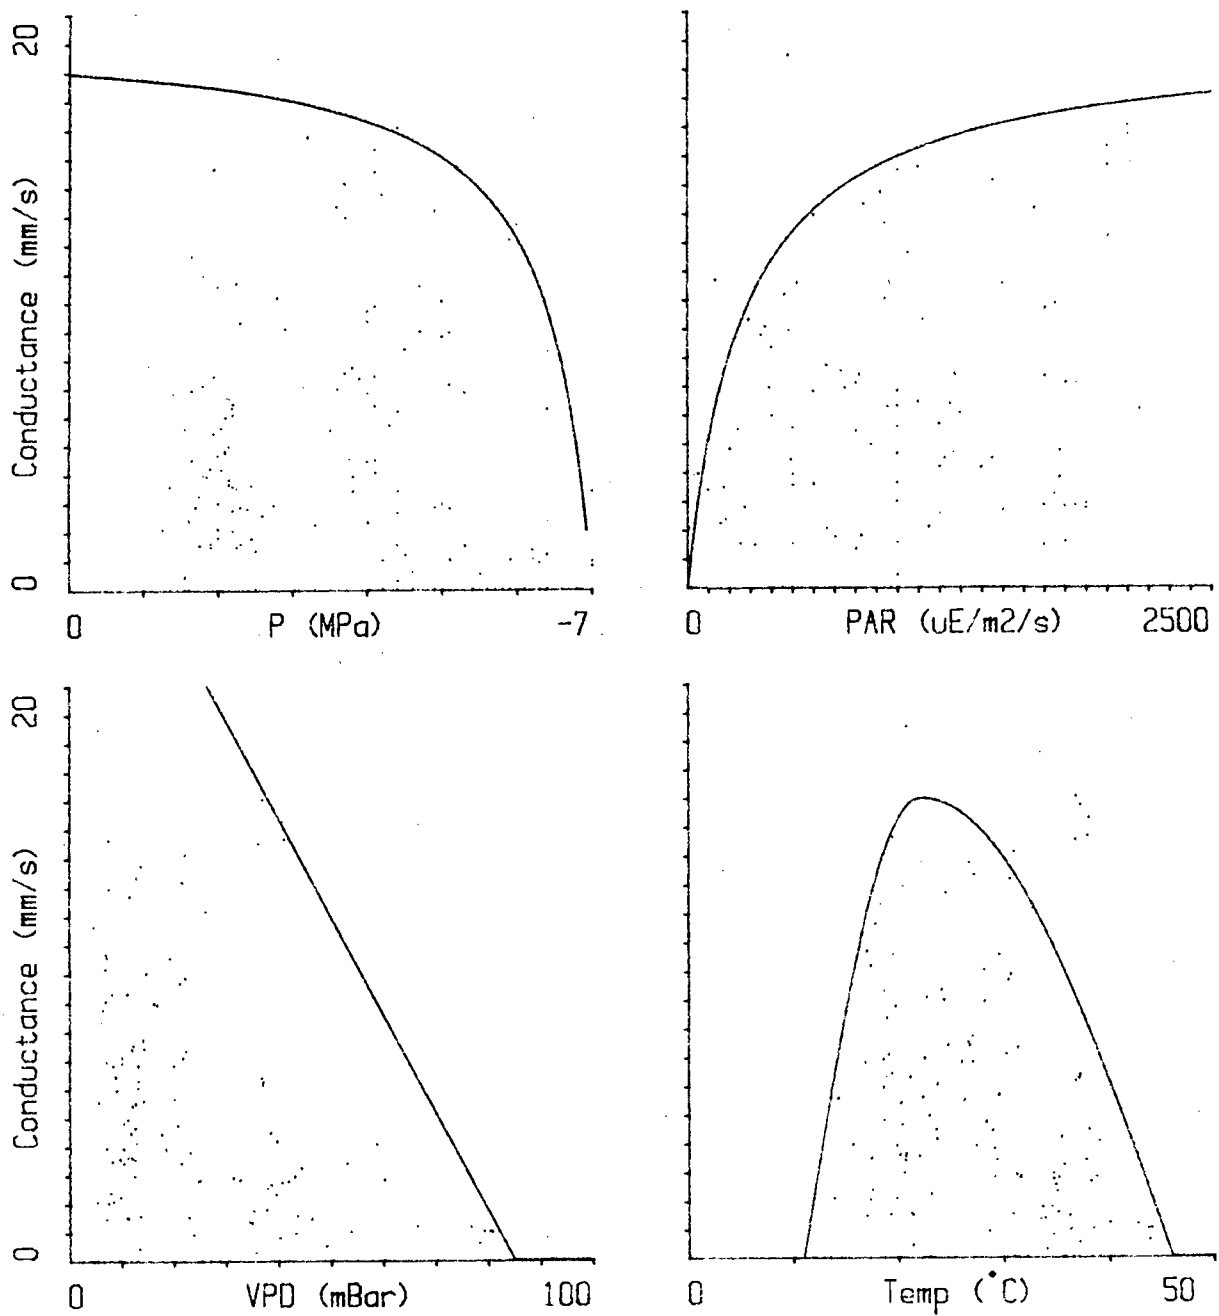 20
Conductance (mm/s)
0
0 P (MPa) -7
0 PAR (uE/m2/s) 2500
20
Conductance (mm/s)
0
0 VPD (mBar) 100
0 Temp (°C) 50